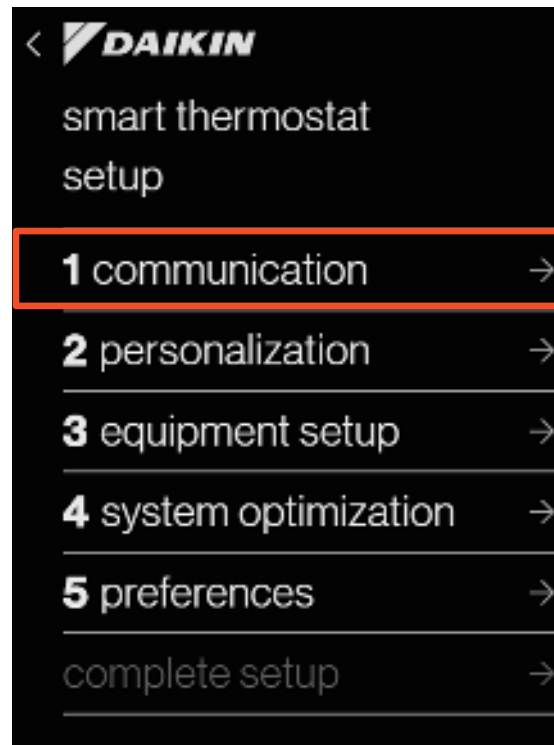 DAIKIN
smart thermostat
setup
1 communication
2 personalization
3 equipment setup
4 system optimization
5 preferences
complete setup